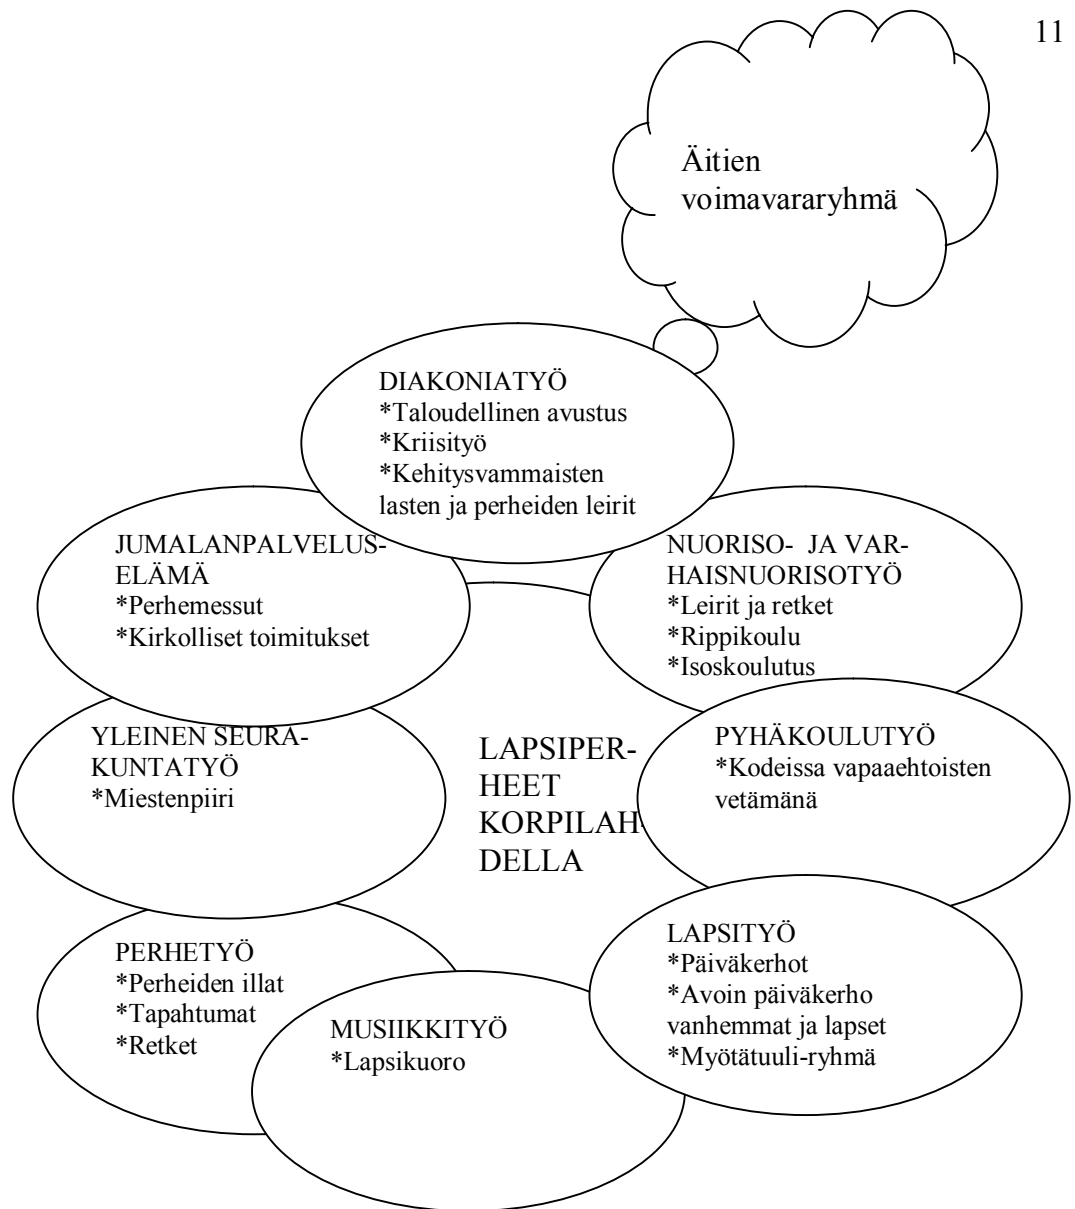 11
Äitien
voimavararyhmä
DIAKONIATYÖ
*Taloudellinen avustus
*Kriisityö
*Kehitysvammaisten
lasten ja perheiden leirit
JUMALANPALVELUS-
ELÄMÄ
*Perhemessut
*Kirkolliset toimitukset
NUORISO- JA VAR-
HAISNUORISOTYÖ
*Leirit ja retket
*Rippikoulu
*Isoskoulutus
YLEINEN SEURA-
KUNTATYÖ
*Miestenpiiri
LAPSIPER-
HEET
KORPILAH-
DELLA
PYHÄKOULUTYÖ
*Kodeissa vapaaehtoisten
vetämänä
PERHETYÖ
*Perheiden illat
*Tapahtumat
*Retket
MUSIIKKITYÖ
*Lapsikuoro
LAPSITYÖ
*Päiväkerhot
*Avoin päiväkerho
vanhemmat ja lapset
*Myötätuuli-ryhmä